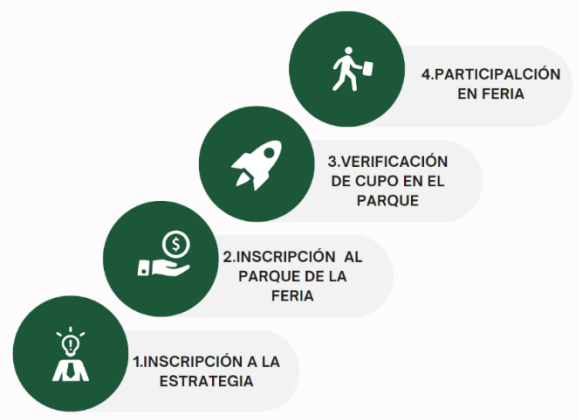 4.PARTICIPALCIÓN
EN FERIA
3.VERIFICACIÓN
DE CUPO EN EL
PARQUE
$
2.INSCRIPCIÓN AL
PARQUE DE LA
FERIA
1.INSCRIPCIÓN A LA
ESTRATEGIA